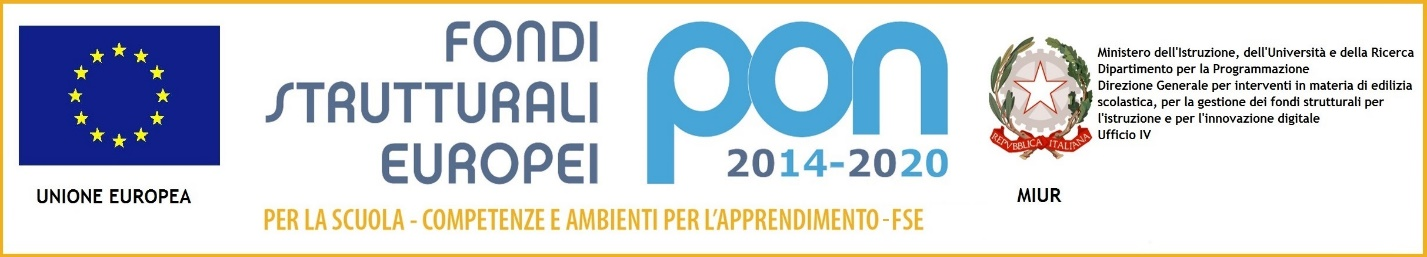 UNIONE EUROPEA
FONDI
STRUTTURALI
EUROPEI
pon
2014-2020
PER LA SCUOLA - COMPETENZE E AMBIENTI PER L'APPRENDIMENTO-FSE
REPVBBLICA ITALIANA
MIUR
Ministero dell'Istruzione, dell'Università e della Ricerca
Dipartimento per la Programmazione
Direzione Generale per interventi in materia di edilizia
scolastica, per la gestione dei fondi strutturali per
l'istruzione e per l'innovazione digitale
Ufficio IV